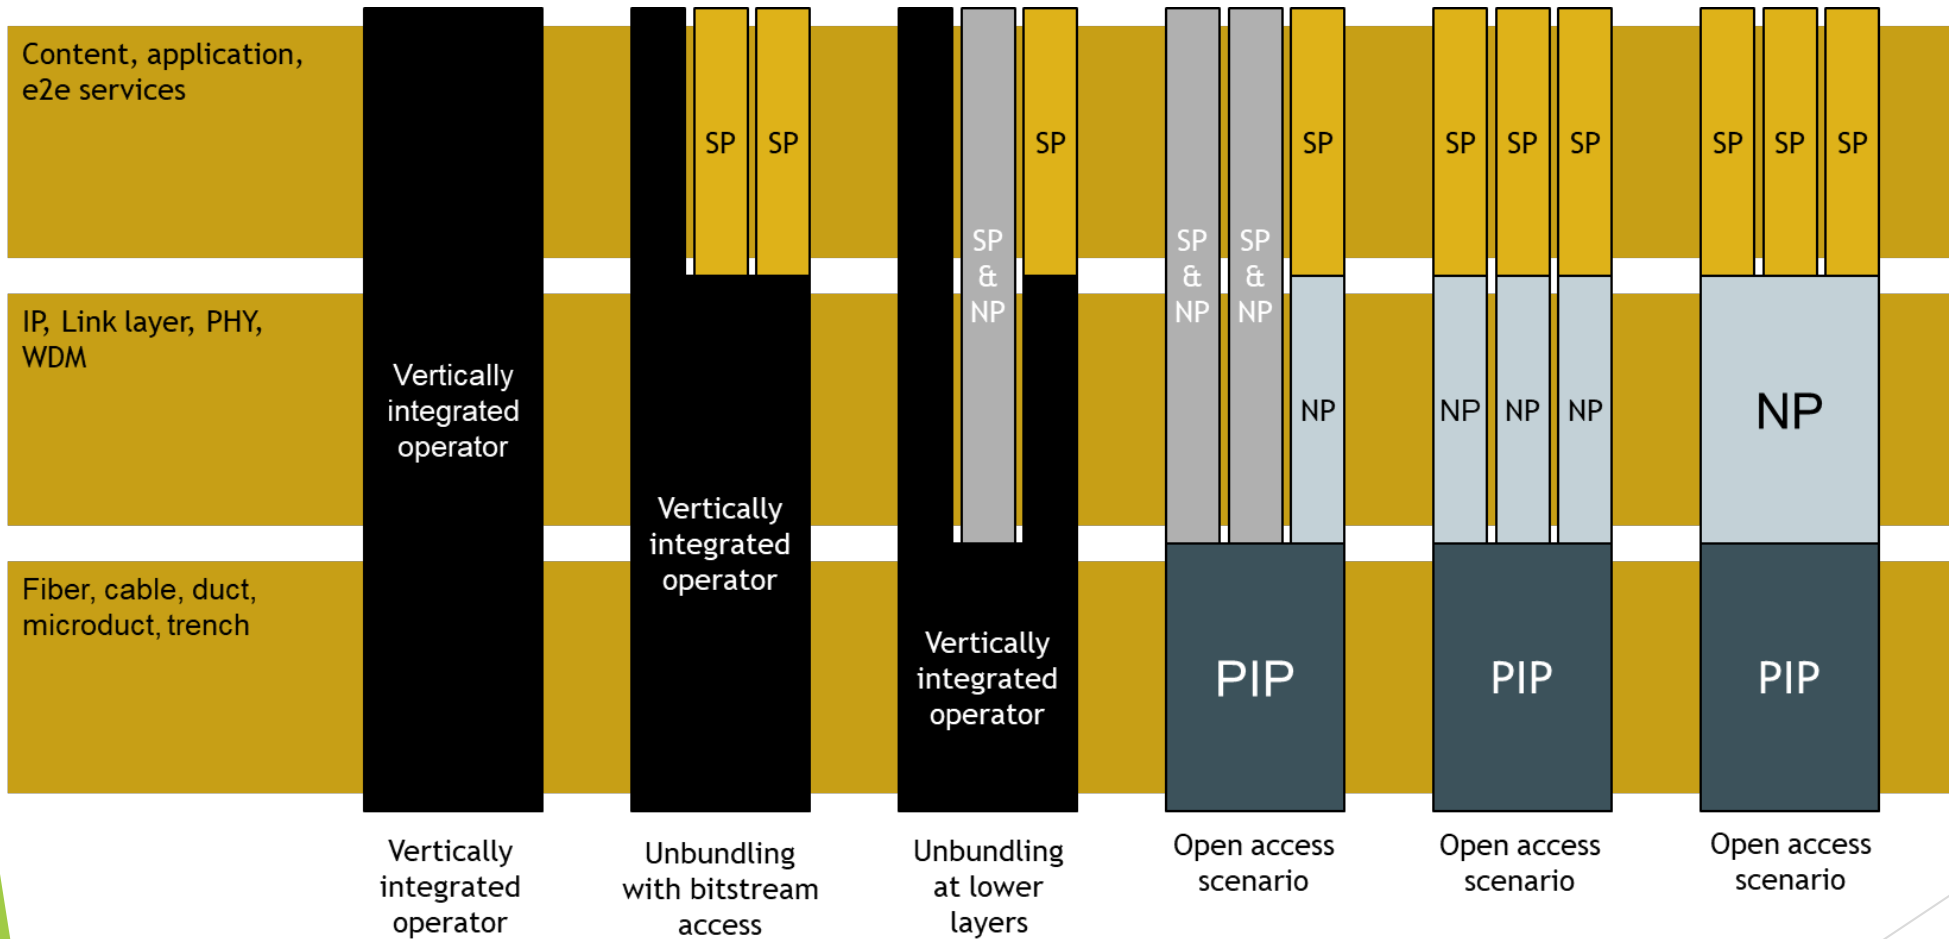 Content, application,
e2e services
IP, Link layer, PHY,
WDM
Fiber, cable, duct,
microduct, trench
Vertically
integrated
operator
Vertically
integrated
operator
SP
SP
Vertically
integrated
operator
Unbundling
with bitstream
access
SP
&
NP
SP
Vertically
integrated
operator
Unbundling
at lower
layers
SP
&
NP
SP
&
NP
SP
NP
PIP
Open access
scenario
SP
SP
SP
NP
NP
NP
PIP
Open access
scenario
SP
SP
SP
NP
PIP
Open access
scenario